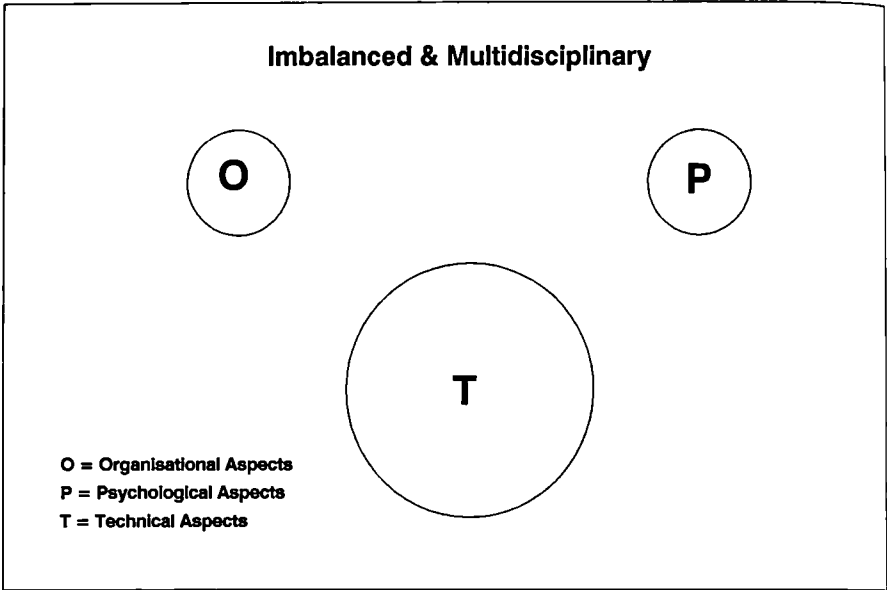 Imbalanced & Multidisciplinary
O
P
T
O = Organisational Aspects
P = Psychological Aspects
T = Technical Aspects